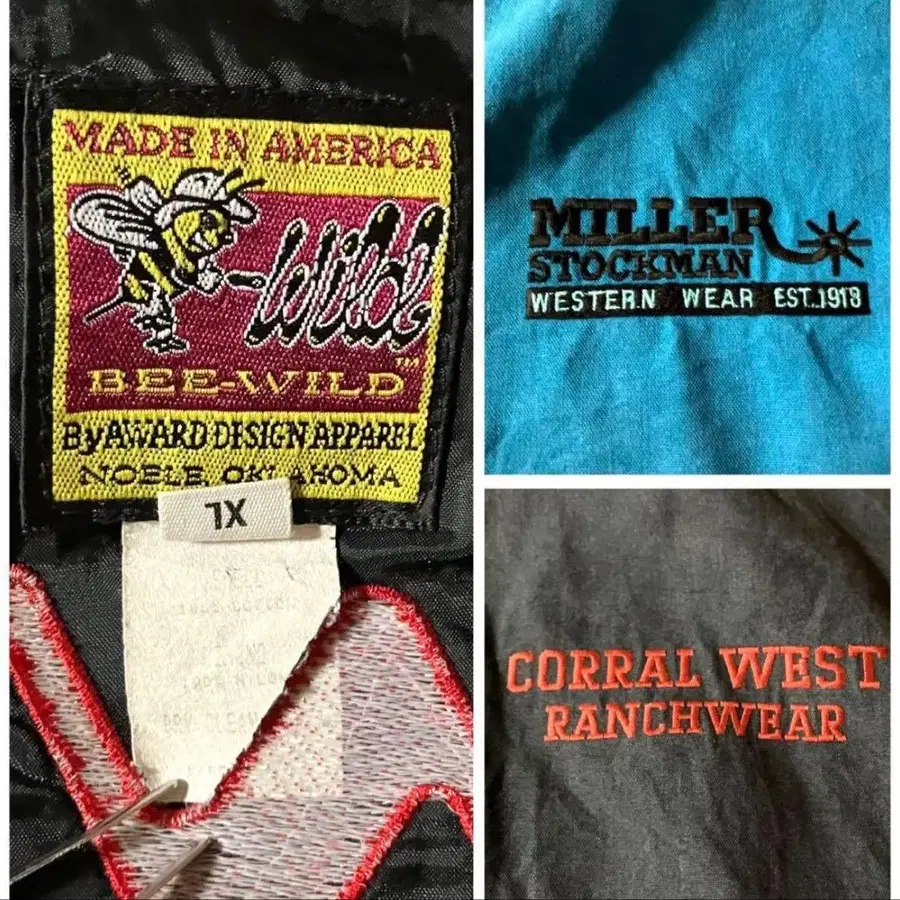 MADE IN AMERICA
Wild
BEE-WILD™
By AWARD DESIGN APPAREL
NOBLE, OKLAHOMA
1X
MILLER
STOCKMAN
WESTERN WEAR EST.1918
CORRAL WEST
RANCHWEAR